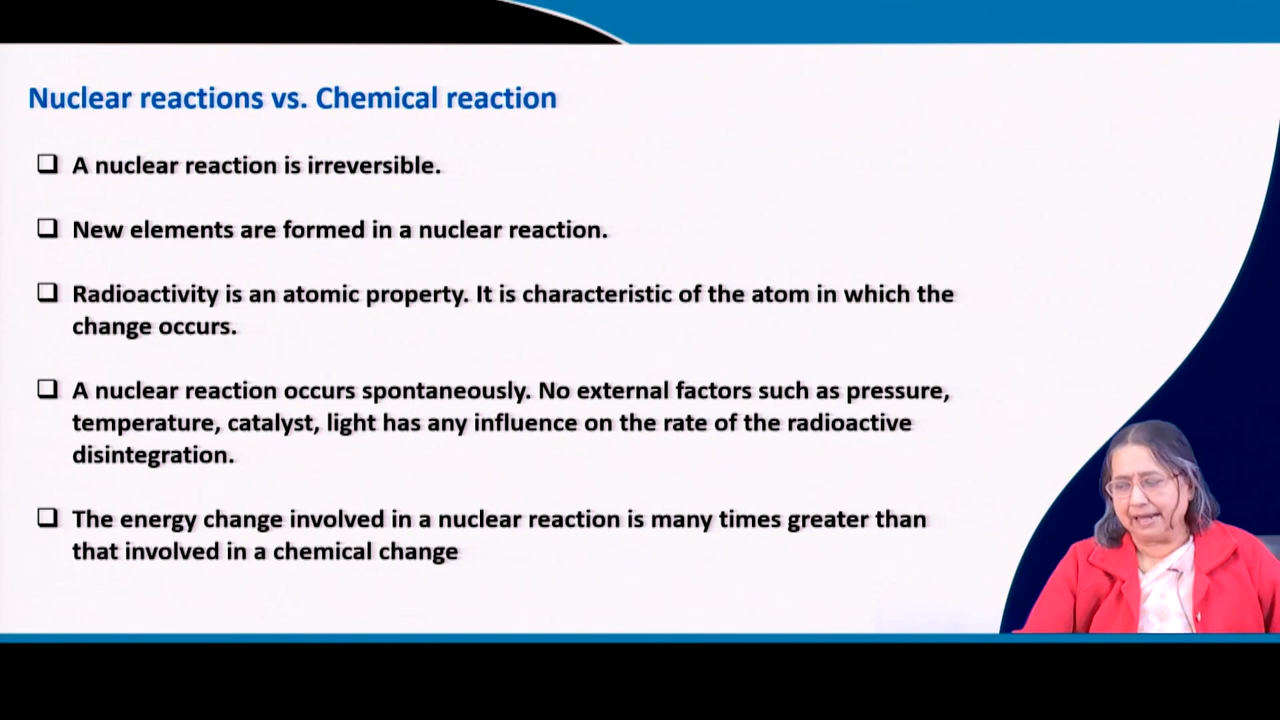 Nuclear reactions vs. Chemical reaction
❑ A nuclear reaction is irreversible.
❑ New elements are formed in a nuclear reaction.
❑ Radioactivity is an atomic property. It is characteristic of the atom in which the
change occurs.
❑ A nuclear reaction occurs spontaneously. No external factors such as pressure,
temperature, catalyst, light has any influence on the rate of the radioactive
disintegration.
❑ The energy change involved in a nuclear reaction is many times greater than
that involved in a chemical change